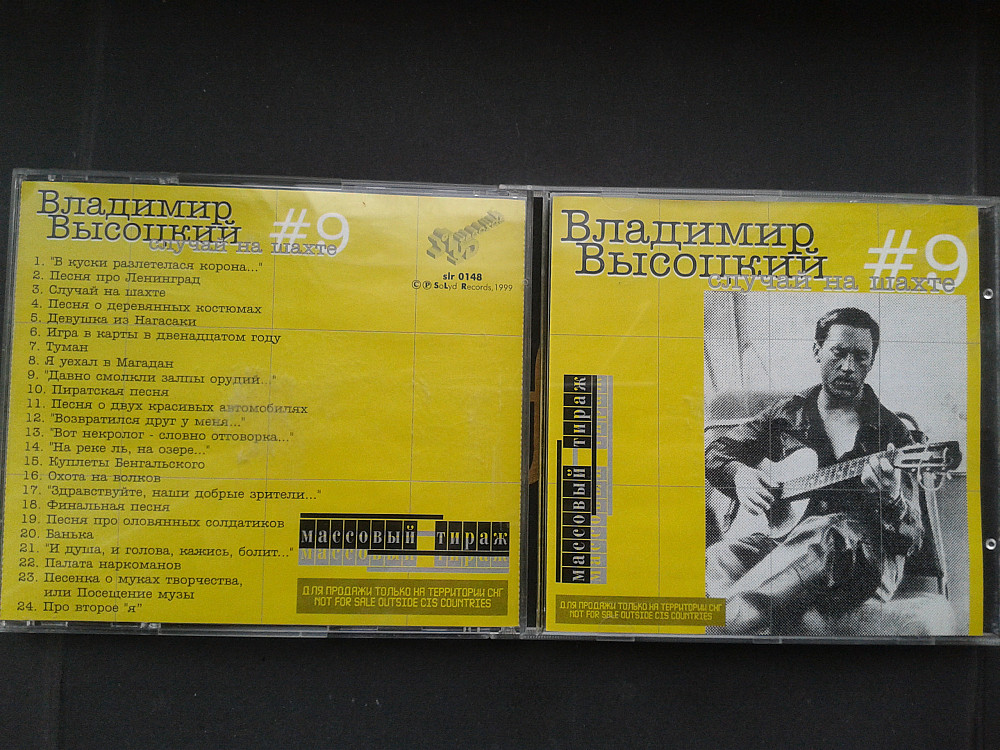 Владимир
Высоцкий
#9
случай на шахте
1. "В куски разлетелася корона..."
2. Песня про Ленинград
3. Случай на шахте
4. Песня о деревянных костюмах
5. Девушка из Нагасаки
6. Игра в карты в двенадцатом году
7. Туман
8. Я уехал в Магадан
9. "Давно смолкли залпы орудий..."
10. Пиратская песня
11. Песня о двух красивых автомобилях
12. "Возвратился друг у меня..."
13. "Вот некролог - словно отговорка..."
14. "На реке ль, на озере..."
15. Куплеты Бенгальского
16. Охота на волков
17. "Здравствуйте, наши добрые зрители..."
18. Финальная песня
19. Песня про оловянных солдатиков
20. Банька
21. "И душа, и голова, кажись, болит..."
22. Палата наркоманов
23. Песенка о муках творчества,
или Посещение музы
24. Про второе "я"
slr 0148
©℗ SoLyd Records, 1999
массовый тираж
массовый тираж
ДЛЯ ПРОДАЖИ ТОЛЬКО НА ТЕРРИТОРИИ СНГ
NOT FOR SALE OUTSIDE CIS COUNTRIES
Владимир
Высоцкий
#9
случай на шахте
массовый тираж
массовый тираж
ДЛЯ ПРОДАЖИ ТОЛЬКО НА ТЕРРИТОРИИ СНГ
NOT FOR SALE OUTSIDE CIS COUNTRIES